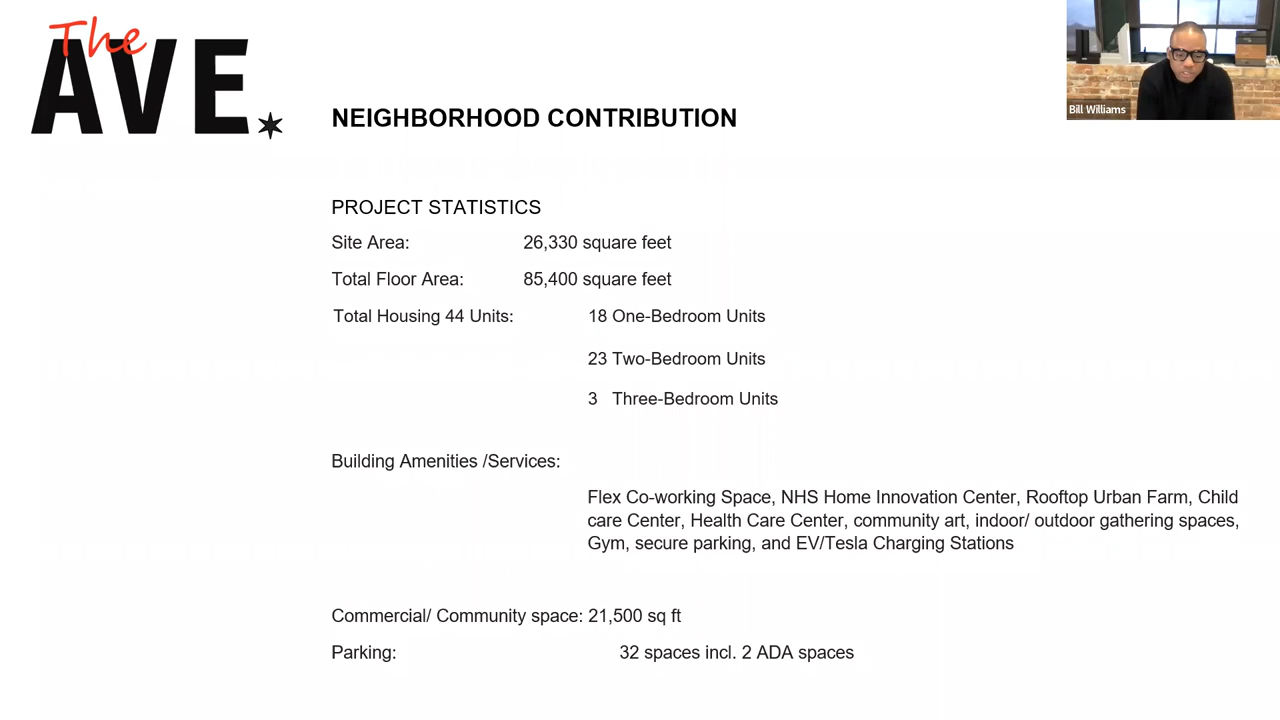 The
AVE.
Bill Williams
NEIGHBORHOOD CONTRIBUTION
PROJECT STATISTICS
Site Area: 26,330 square feet
Total Floor Area: 85,400 square feet
Total Housing 44 Units: 18 One-Bedroom Units
23 Two-Bedroom Units
3 Three-Bedroom Units
Building Amenities /Services:
Flex Co-working Space, NHS Home Innovation Center, Rooftop Urban Farm, Child
care Center, Health Care Center, community art, indoor/ outdoor gathering spaces,
Gym, secure parking, and EV/Tesla Charging Stations
Commercial/ Community space: 21,500 sq ft
Parking: 32 spaces incl. 2 ADA spaces